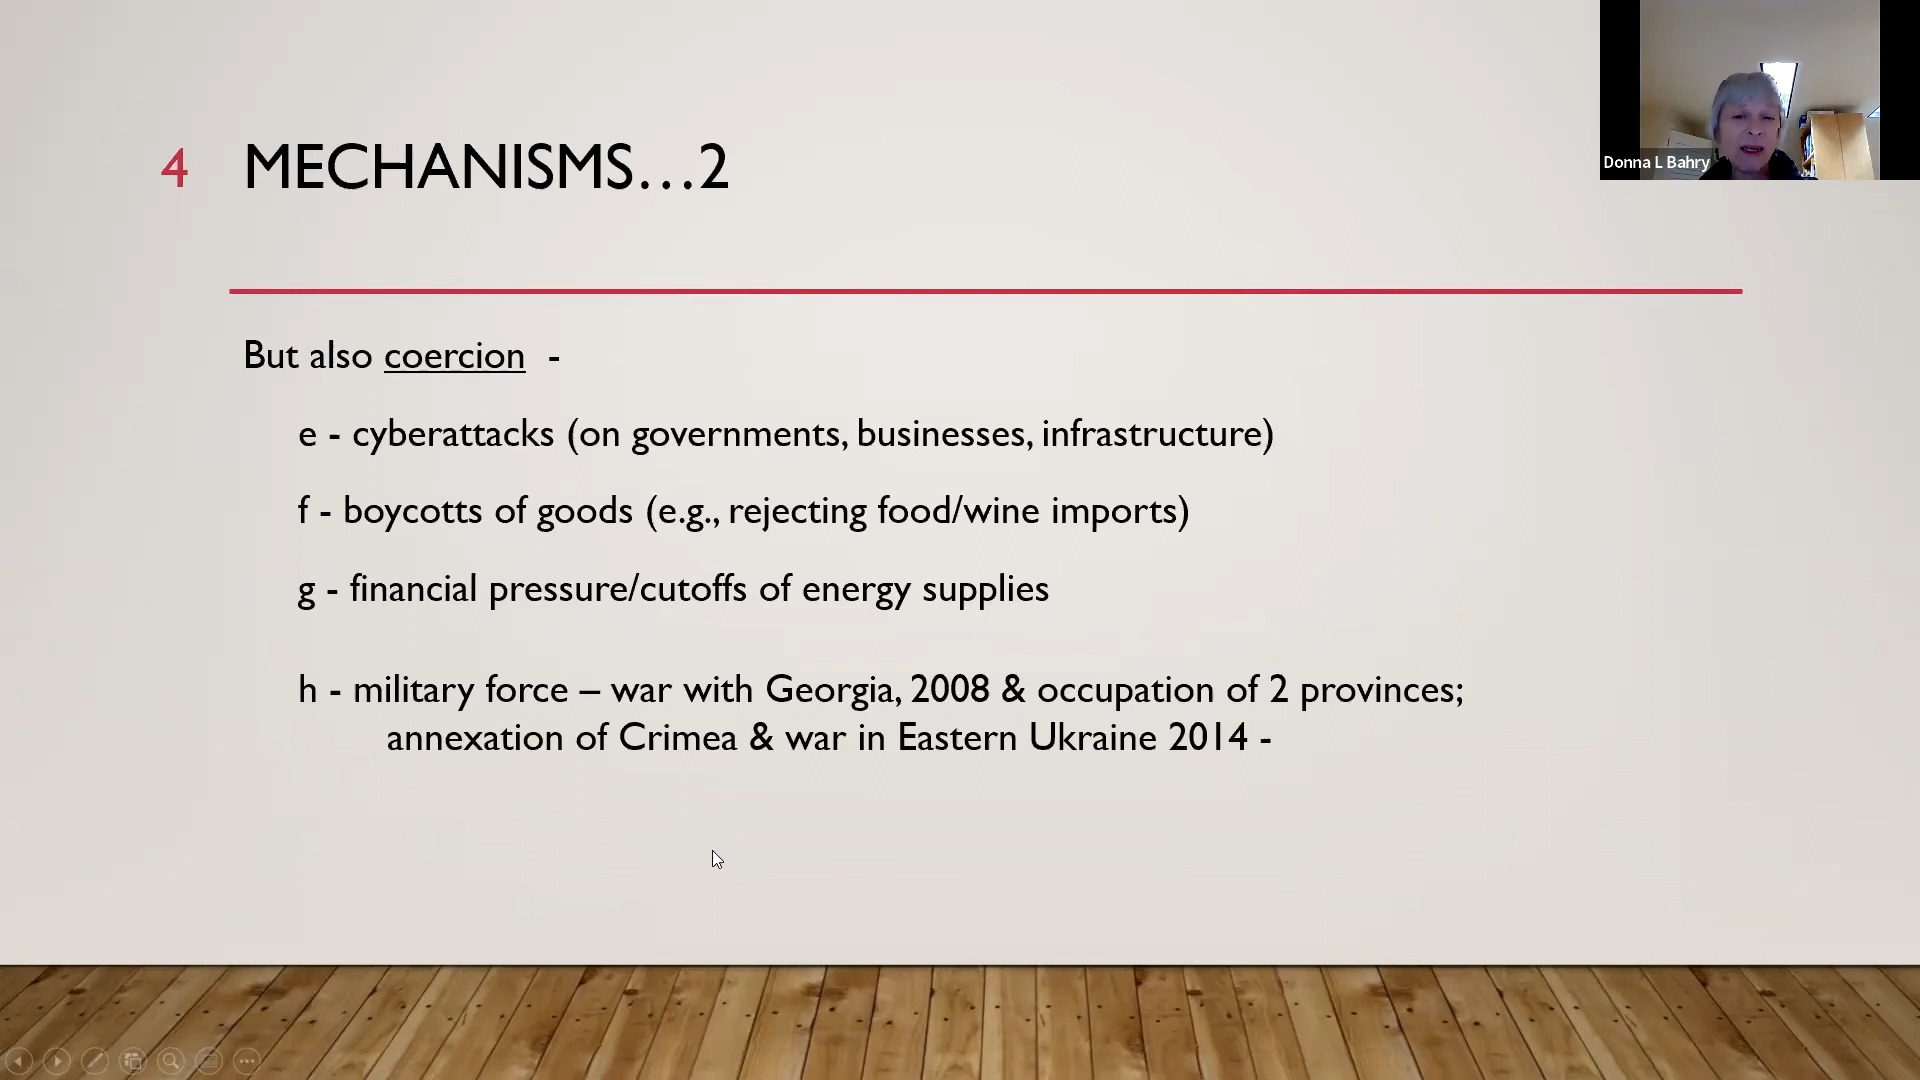 4 MECHANISMS…2
Donna L Bahry
But also coercion -
e - cyberattacks (on governments, businesses, infrastructure)
f - boycotts of goods (e.g., rejecting food/wine imports)
g - financial pressure/cutoffs of energy supplies
h - military force – war with Georgia, 2008 & occupation of 2 provinces;
annexation of Crimea & war in Eastern Ukraine 2014 -